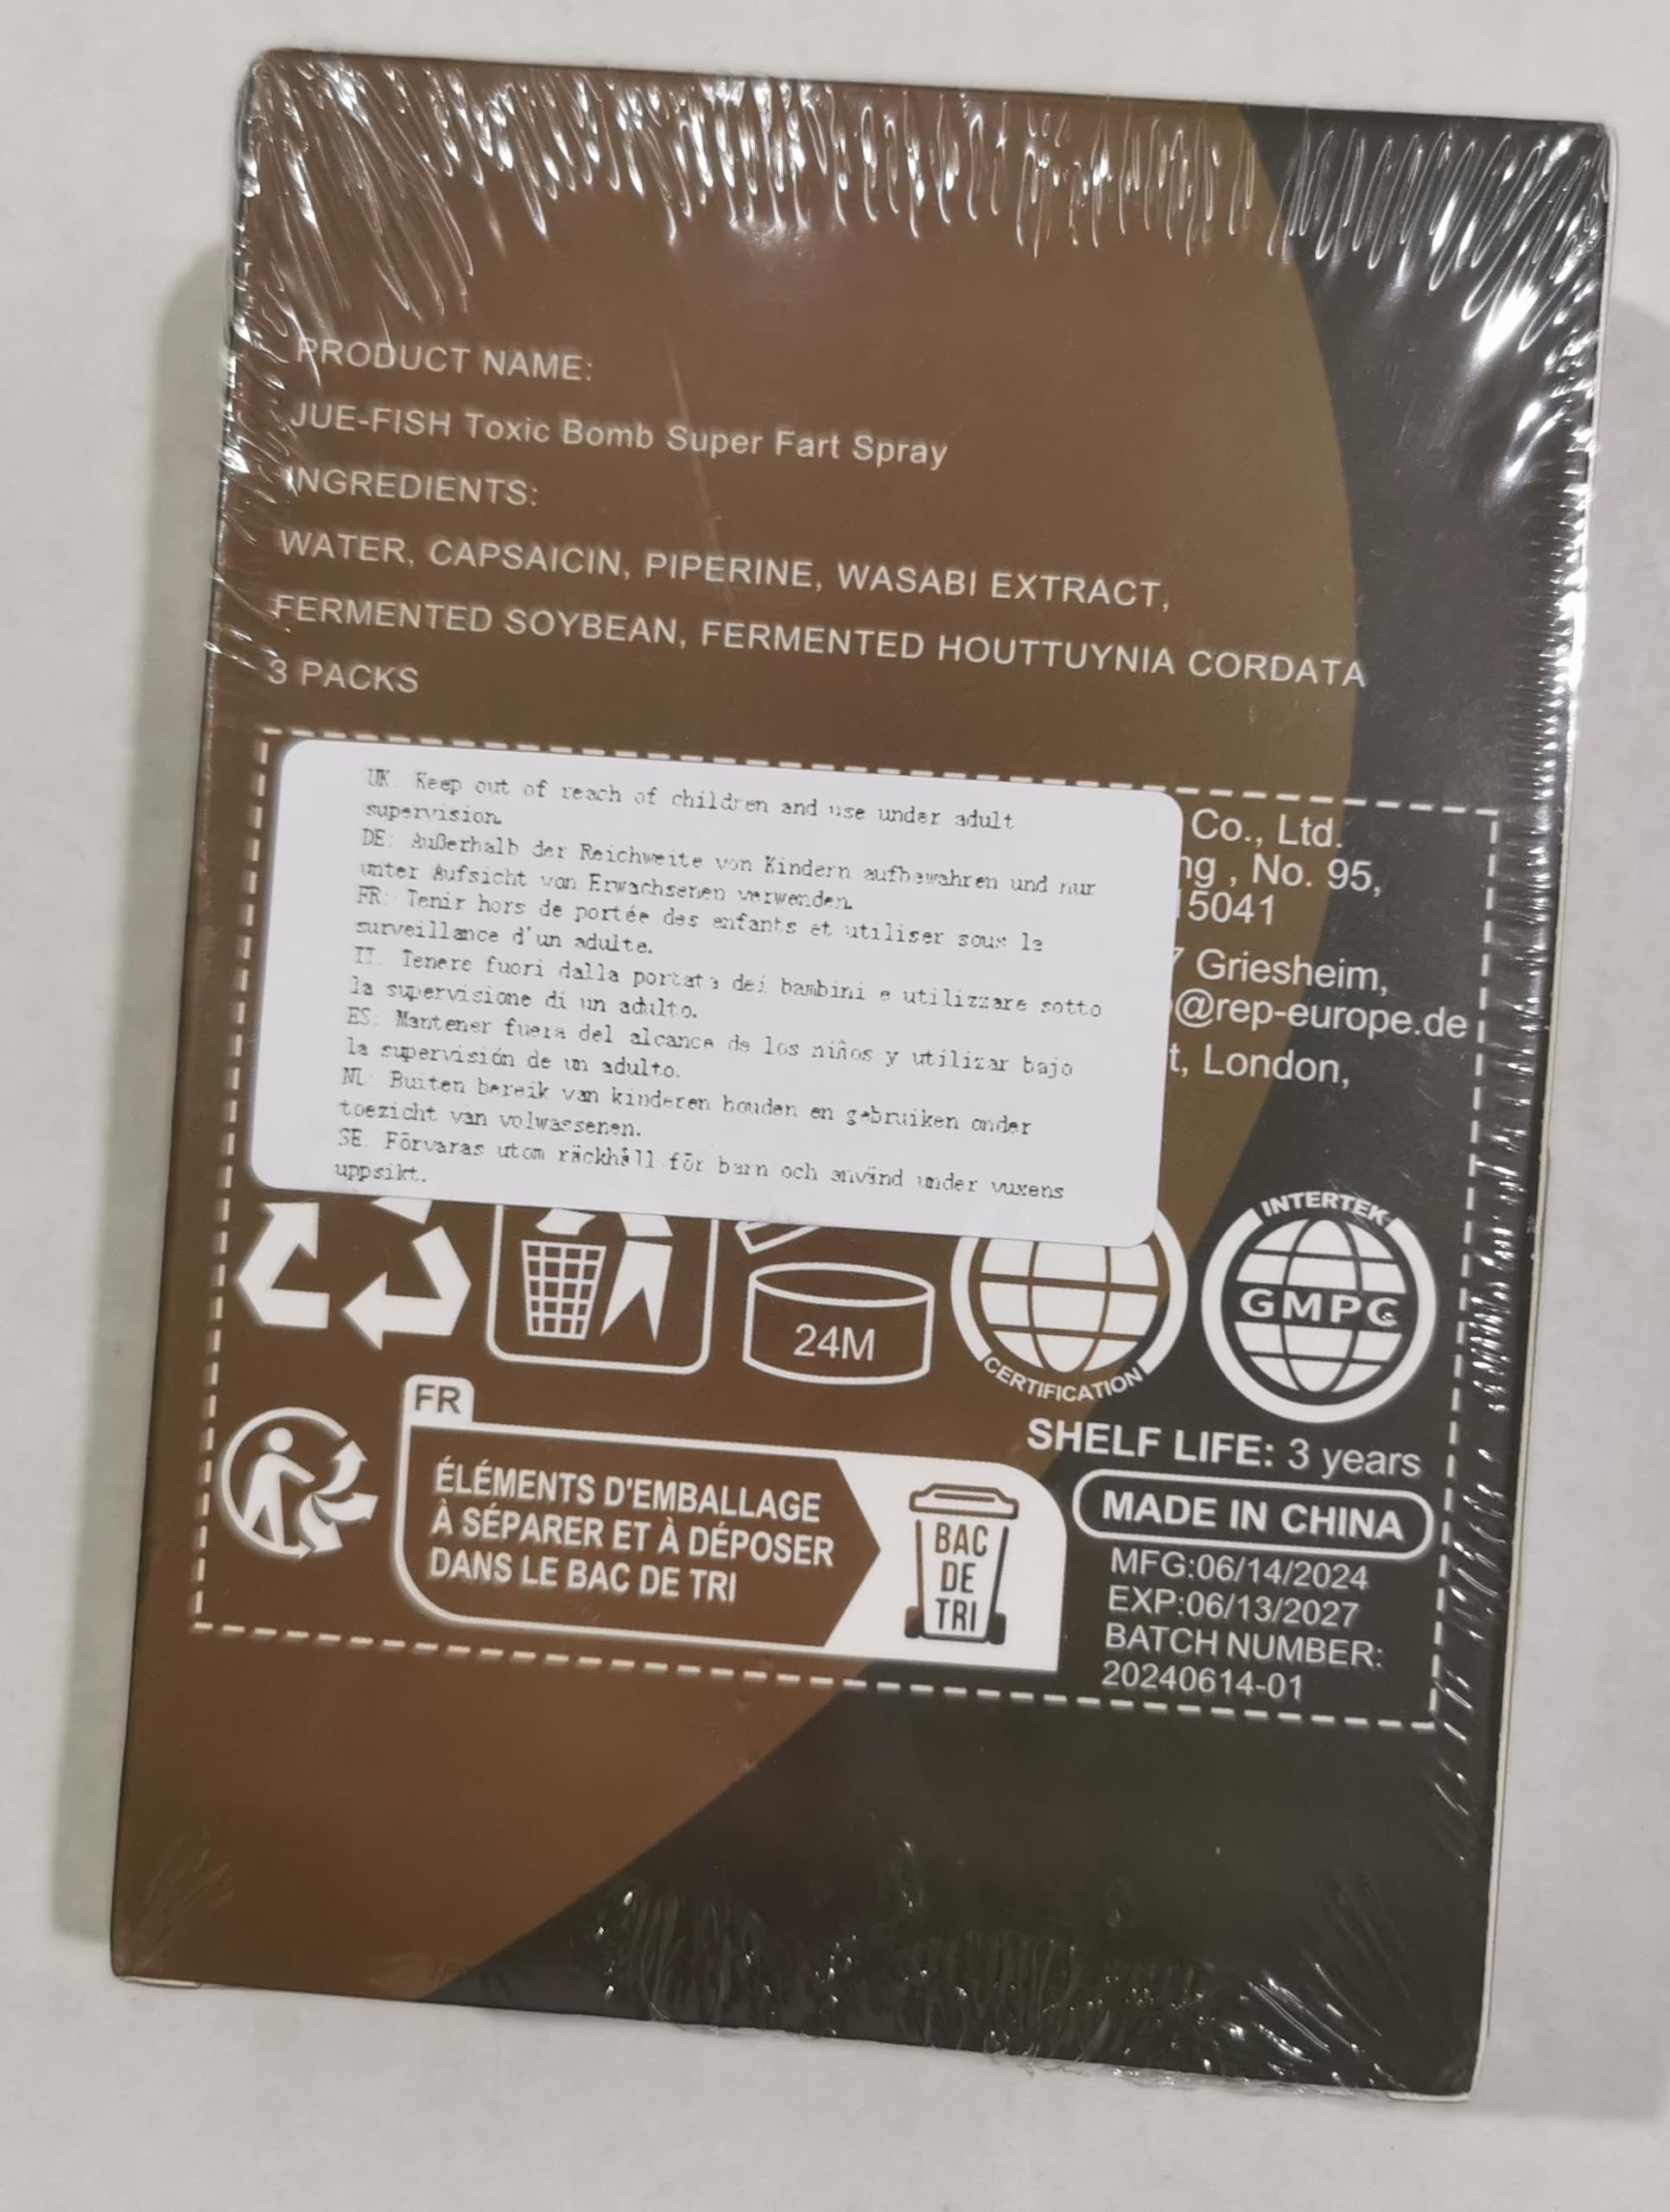 PRODUCT NAME:
JUE-FISH Toxic Bomb Super Fart Spray
INGREDIENTS:
WATER, CAPSAICIN, PIPERINE, WASABI EXTRACT,
FERMENTED SOYBEAN, FERMENTED HOUTTUYNIA CORDATA
3 PACKS
UK: Keep out of reach of children and use under adult
supervision.
DE: Außerhalb der Reichweite von Kindern aufbewahren und nur
unter Aufsicht von Erwachsenen verwenden.
FR: Tenir hors de portée des enfants et utiliser sous la
surveillance d'un adulte.
IT: Tenere fuori dalla portata dei bambini e utilizzare sotto
la supervisione di un adulto.
ES: Mantener fuera del alcance de los niños y utilizar bajo
la supervisión de un adulto.
NL: Buiten bereik van kinderen houden en gebruiken onder
toezicht van volwassenen.
SE: Förvaras utom räckhåll för barn och använd under vuxens
uppsikt.
Co., Ltd.
, No. 95,
5041
Griesheim,
@rep-europe.de
, London,
24M
CERTIFICATION
INTERTEK
GMPC
FR
ÉLÉMENTS D'EMBALLAGE
À SÉPARER ET À DÉPOSER
DANS LE BAC DE TRI
BAC
DE
TRI
SHELF LIFE: 3 years
MADE IN CHINA
MFG:06/14/2024
EXP:06/13/2027
BATCH NUMBER:
20240614-01